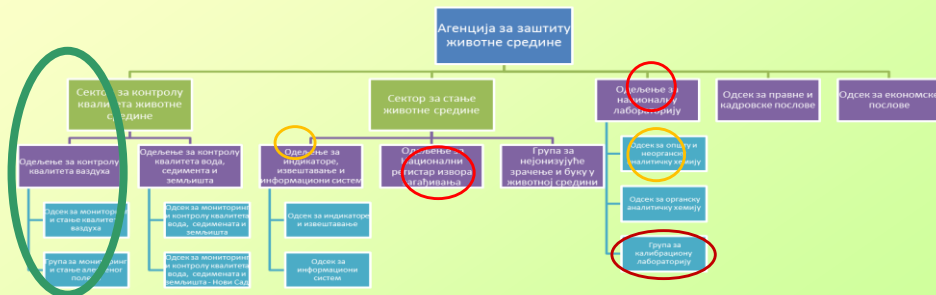 Агенција за заштиту
животне средине
Сектор за контролу
квалитета животне
средине
Сектор за стање
животне средине
Одељење за
националну
лабораторију
Одсек за правне и
кадровске послове
Одсек за економске
послове
Одељење за контролу
квалитета ваздуха
Одељење за контролу
квалитета вода,
седимента и
земљишта
Одељење за
индикаторе,
извештавање и
информациони систем
Одељење за
Национални
регистар извора
загађивања
Група за
нејонизујуће
зрачење и буку у
животној средини
Одсек за општу и
неорганску
аналитичку хемију
Одсек за мониторинг
и стање квалитета
ваздуха
Одсек за мониторинг
и контролу квалитета
вода, седимената и
земљишта
Одсек за индикаторе
и извештавање
Одсек за органску
аналитичку хемију
Група за мониторинг
и стање алергеног
полена
Одсек за мониторинг
и контролу квалитета
вода, седимената и
земљишта - Нови Сад
Одсек за
информациони
систем
Група за
калибрациону
лабораторију